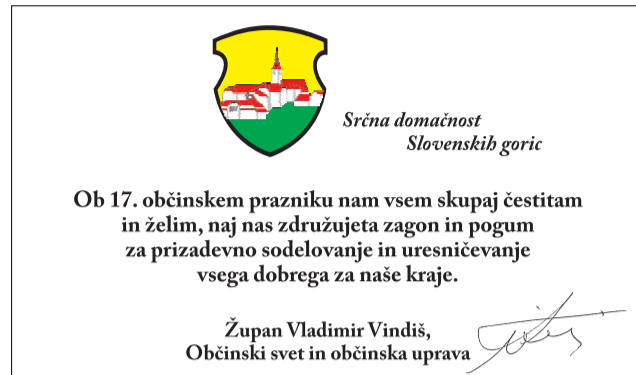 Srčna domačnost
Slovenskih goric
Ob 17. občinskem prazniku nam vsem skupaj čestitam
in želim, naj nas združujeta zagon in pogum
za prizadevno sodelovanje in uresničevanje
vsega dobrega za naše kraje.
Župan Vladimir Vindiš,
Občinski svet in občinska uprava